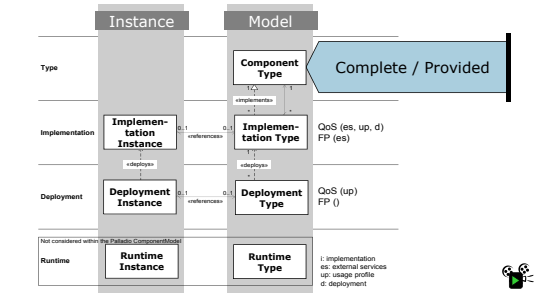 Instance
Model
Type
Component
Type
Complete / Provided
1
1
«implements»
*
*
Implementation
Implemen-
tation
Instance
0..1
«references»
0..1
Implemen-
tation Type
QoS (es, up, d)
FP (es)
1
«deploys»
«deploys»
*
Deployment
Deployment
Instance
0..1
«references»
0..1
Deployment
Type
QoS (up)
FP ()
Not considered within the Palladio ComponentModel
Runtime
Runtime
Instance
Runtime
Type
i: implementation
es: external services
up: usage profile
d: deployment